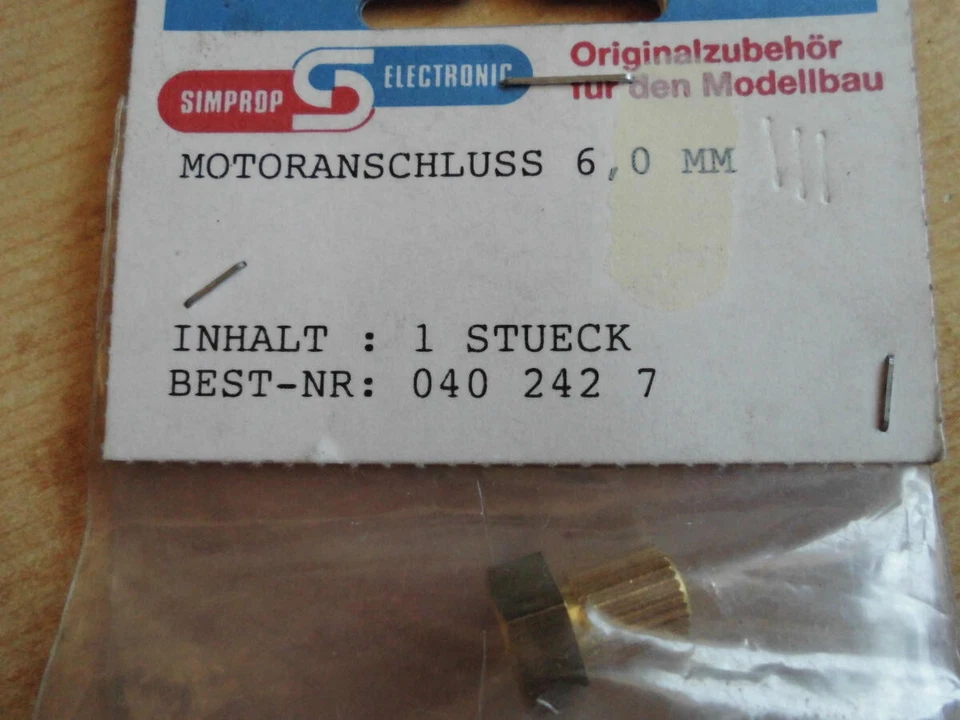 SIMPROP ELECTRONIC
Originalzubehör
für den Modellbau
MOTORANSCHLUSS 6,0 MM
INHALT : 1 STUECK
BEST-NR: 040 242 7